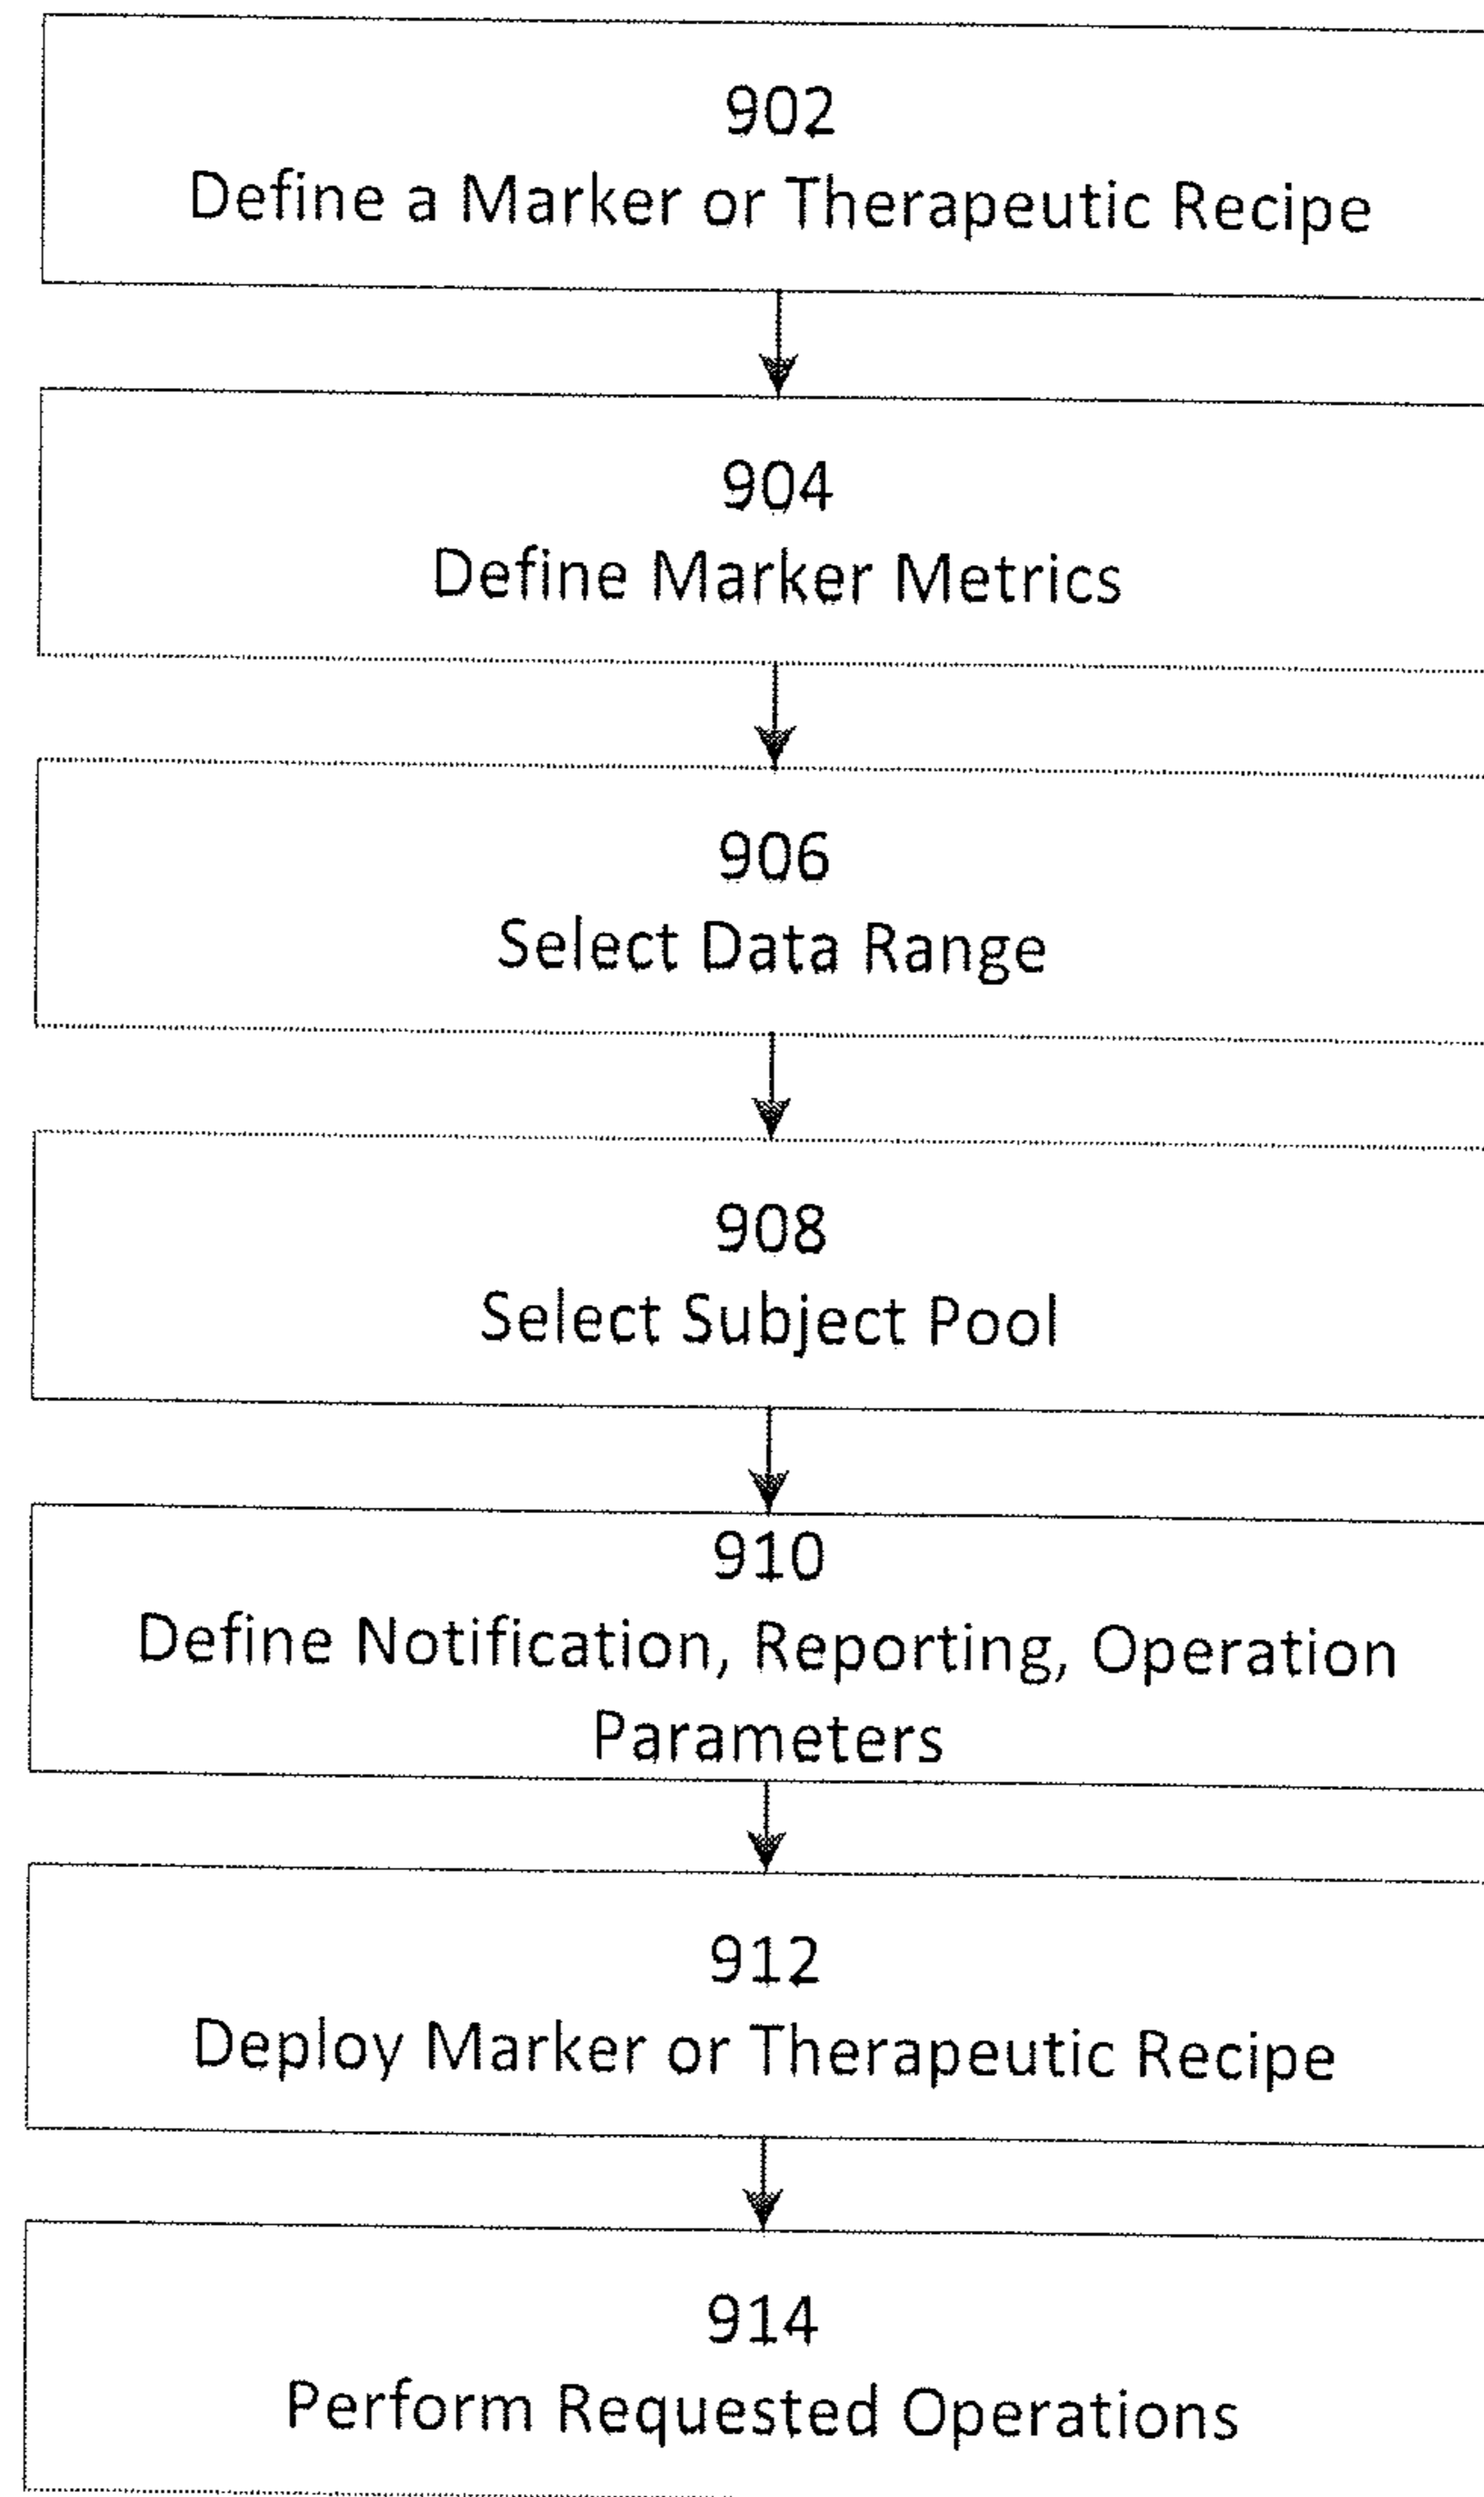 902
Define a Marker or Therapeutic Recipe
904
Define Marker Metrics
906
Select Data Range
908
Select Subject Pool
910
Define Notification, Reporting, Operation
Parameters
912
Deploy Marker or Therapeutic Recipe
914
Perform Requested Operations